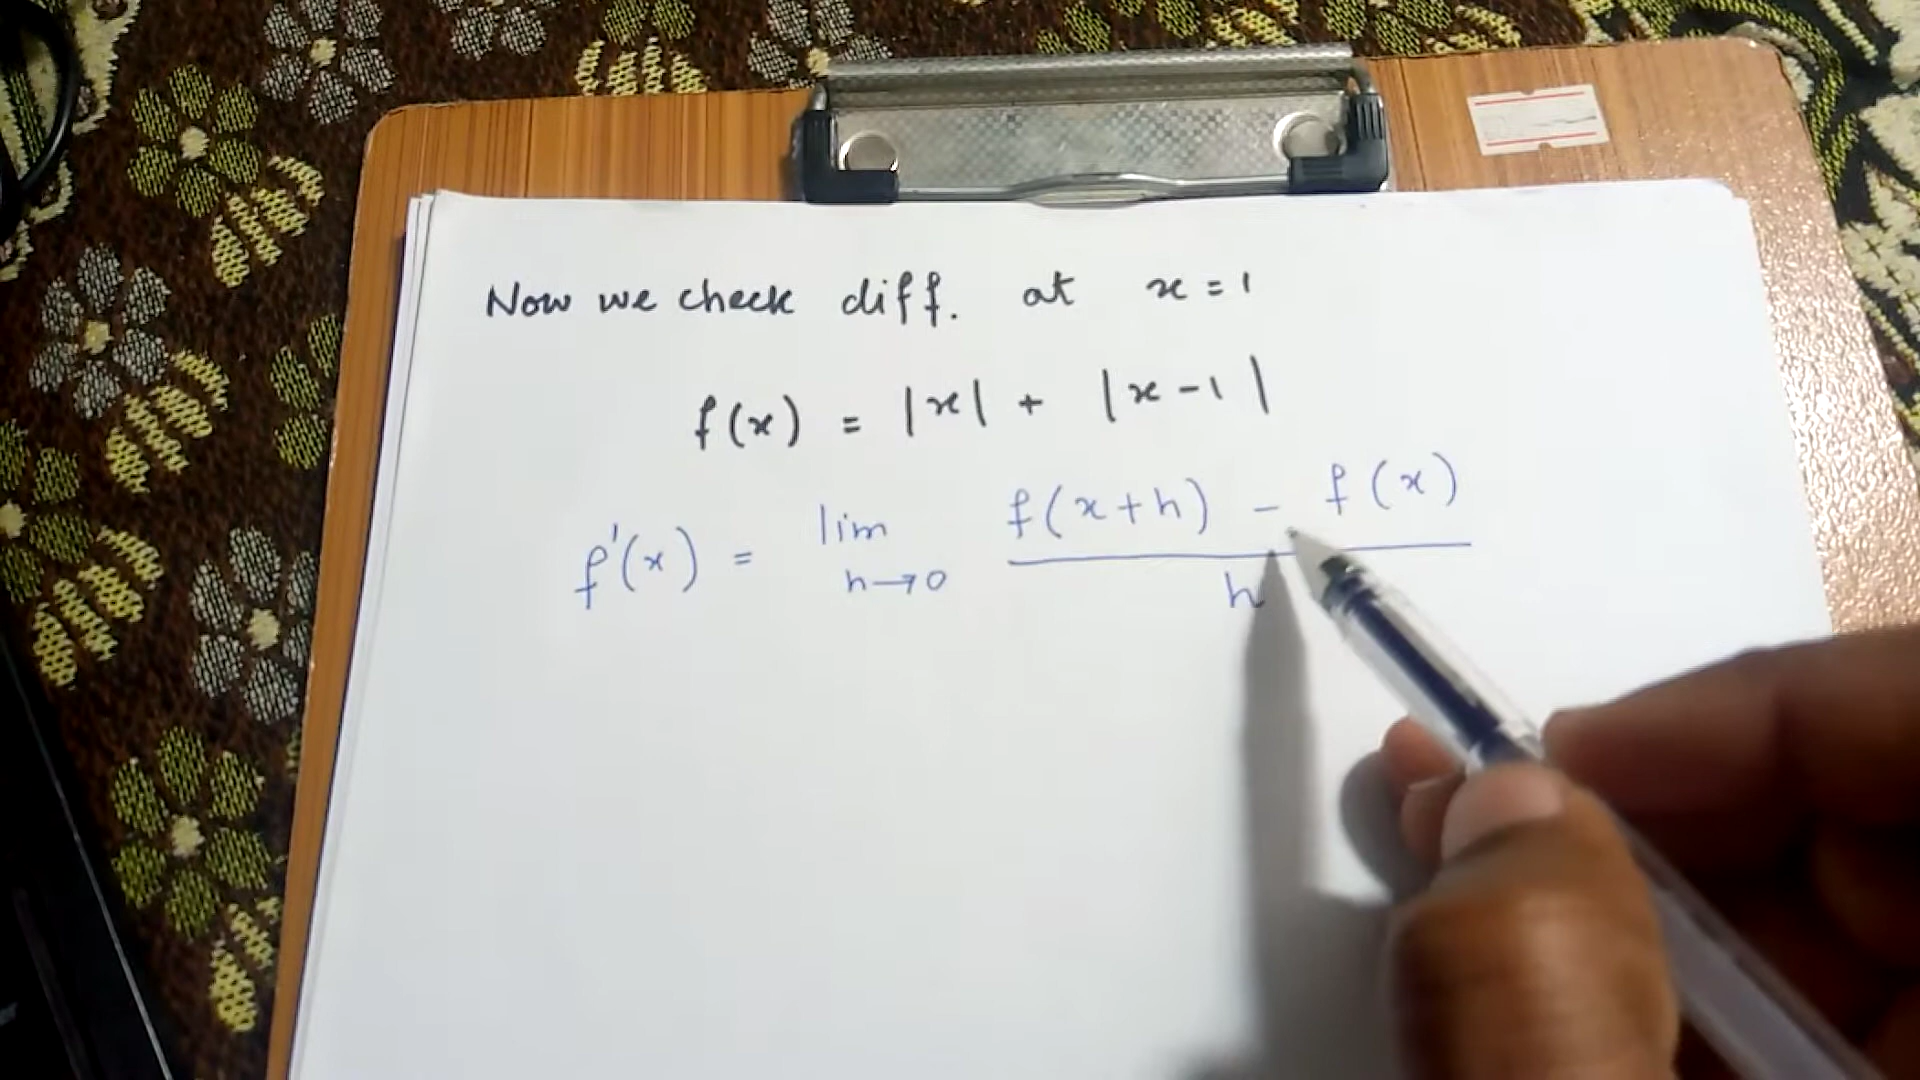 Now we check diff. at x = 1
f(x) = |x| + |x - 1|
f'(x) = lim h→0 f(x+h) - f(x) / h